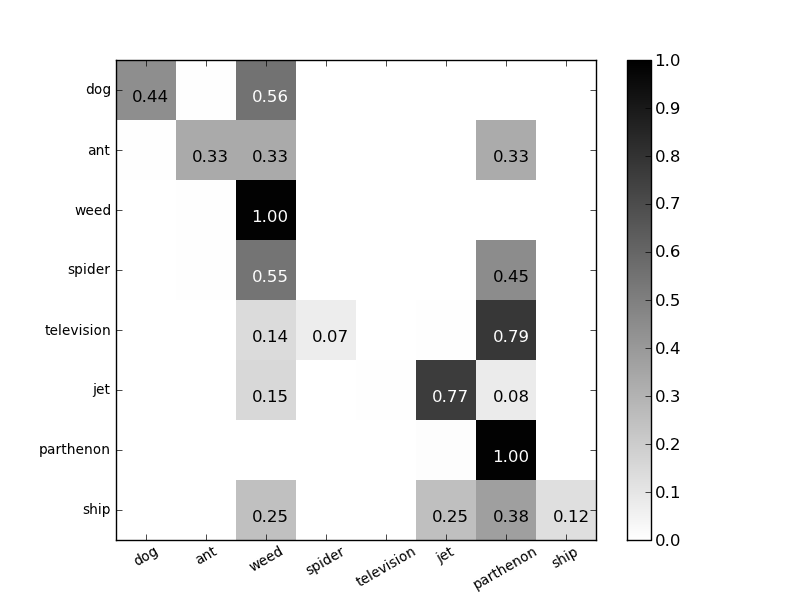 dog 0.44 0.56
ant 0.33 0.33 0.33
weed 1.00
spider 0.55 0.45
television 0.14 0.07 0.79
jet 0.15 0.77 0.08
parthenon 1.00
ship 0.25 0.25 0.38 0.12
dog ant weed spider television jet parthenon ship
1.0
0.9
0.8
0.7
0.6
0.5
0.4
0.3
0.2
0.1
0.0